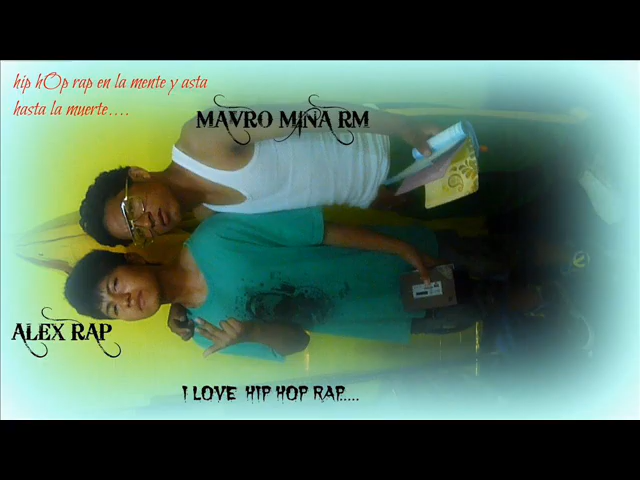 hip hOp rap en la mente y asta
hasta la muerte....
MAVRO MINA RM
ALEX RAP
I LOVE HIP HOP RAP.....